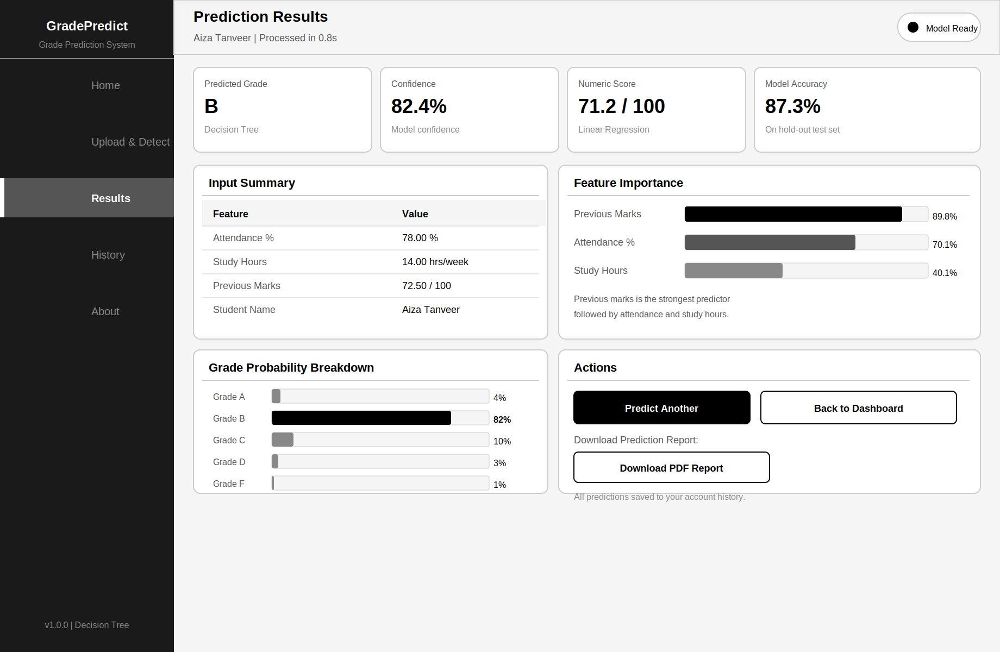 GradePredict
Grade Prediction System
Home
Upload & Detect
Results
History
About
v1.0.0 | Decision Tree
Prediction Results
Aiza Tanveer | Processed in 0.8s
Model Ready
Predicted Grade
B
Decision Tree
Confidence
82.4%
Model confidence
Numeric Score
71.2 / 100
Linear Regression
Model Accuracy
87.3%
On hold-out test set
Input Summary
Feature Value
Attendance % 78.00 %
Study Hours 14.00 hrs/week
Previous Marks 72.50 / 100
Student Name Aiza Tanveer
Feature Importance
Previous Marks 89.8%
Attendance % 70.1%
Study Hours 40.1%
Previous marks is the strongest predictor
followed by attendance and study hours.
Grade Probability Breakdown
Grade A 4%
Grade B 82%
Grade C 10%
Grade D 3%
Grade F 1%
Actions
Predict Another
Back to Dashboard
Download Prediction Report:
Download PDF Report
All predictions saved to your account history.